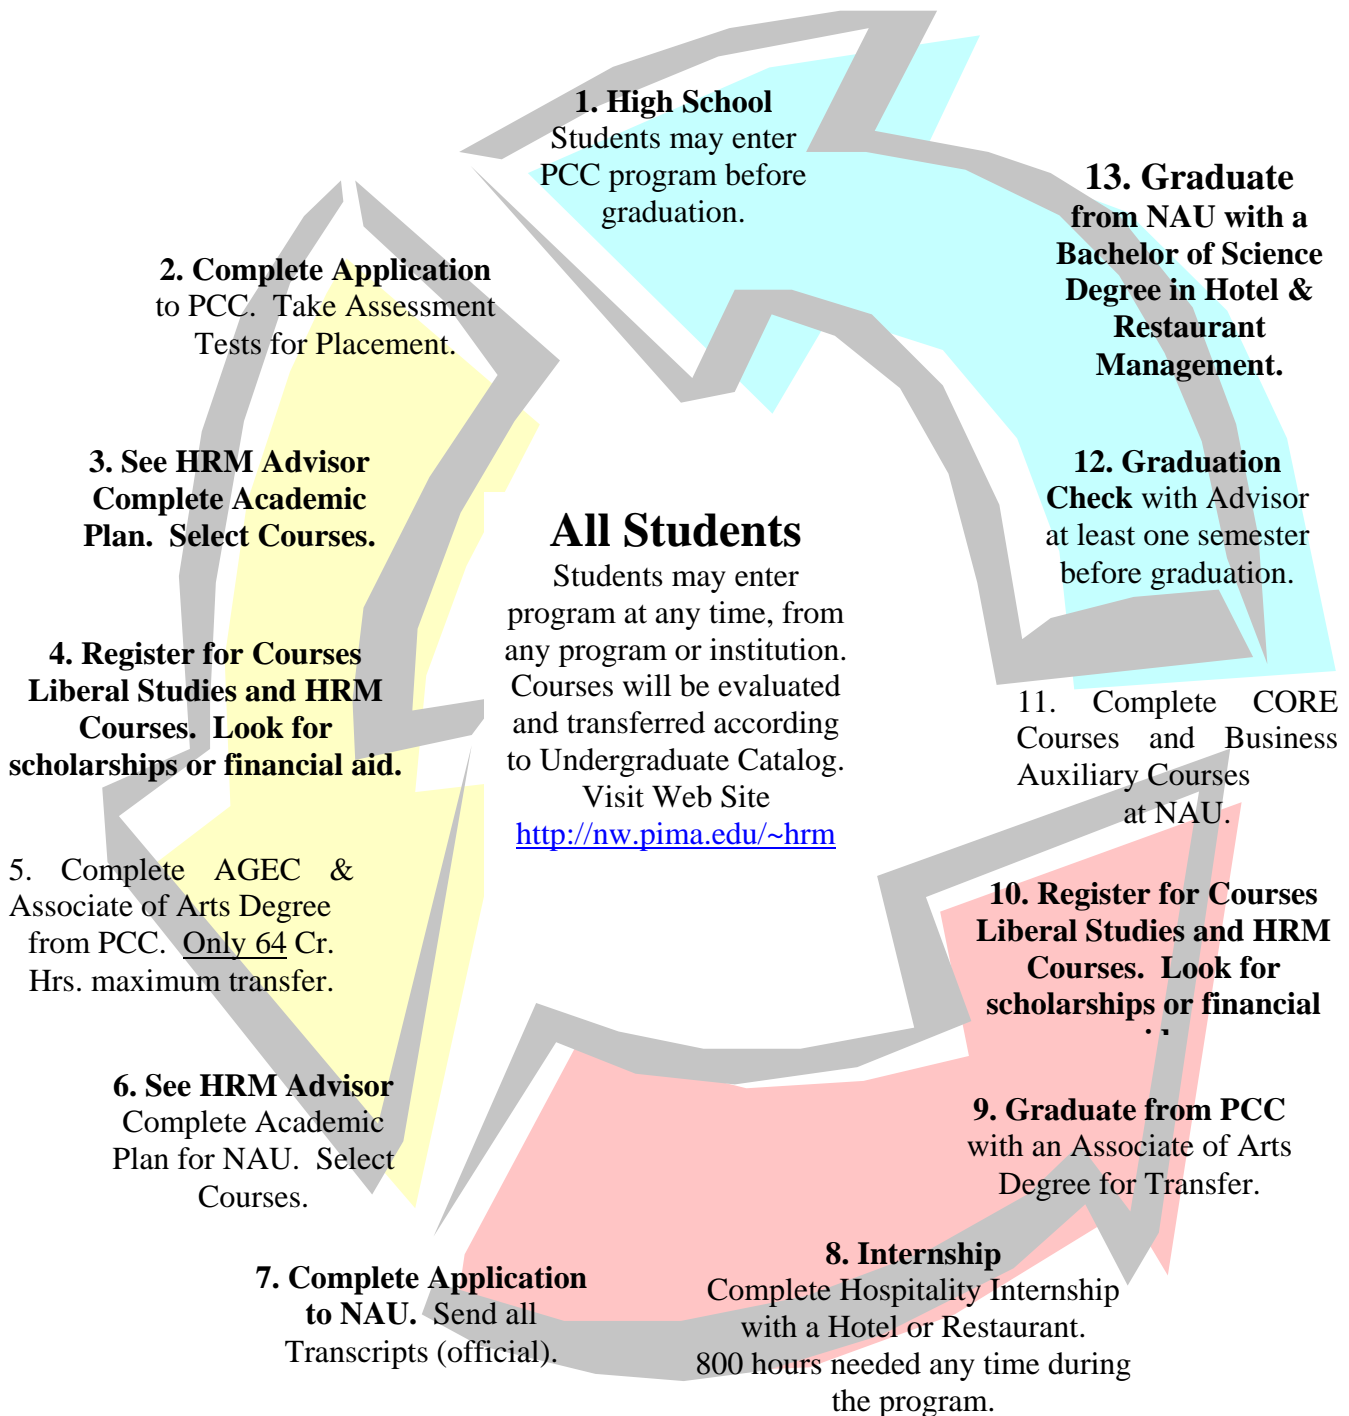 1. High School
Students may enter
PCC program before
graduation.
2. Complete Application
to PCC. Take Assessment
Tests for Placement.
3. See HRM Advisor
Complete Academic
Plan. Select Courses.
4. Register for Courses
Liberal Studies and HRM
Courses. Look for
scholarships or financial aid.
5. Complete AGEC &
Associate of Arts Degree
from PCC. Only 64 Cr.
Hrs. maximum transfer.
6. See HRM Advisor
Complete Academic
Plan for NAU. Select
Courses.
7. Complete Application
to NAU. Send all
Transcripts (official).
8. Internship
Complete Hospitality Internship
with a Hotel or Restaurant.
800 hours needed any time during
the program.
9. Graduate from PCC
with an Associate of Arts
Degree for Transfer.
10. Register for Courses
Liberal Studies and HRM
Courses. Look for
scholarships or financial
11. Complete CORE
Courses and Business
Auxiliary Courses
at NAU.
12. Graduation
Check with Advisor
at least one semester
before graduation.
13. Graduate
from NAU with a
Bachelor of Science
Degree in Hotel &
Restaurant
Management.
All Students
Students may enter
program at any time, from
any program or institution.
Courses will be evaluated
and transferred according
to Undergraduate Catalog.
Visit Web Site
http://nw.pima.edu/~hrm